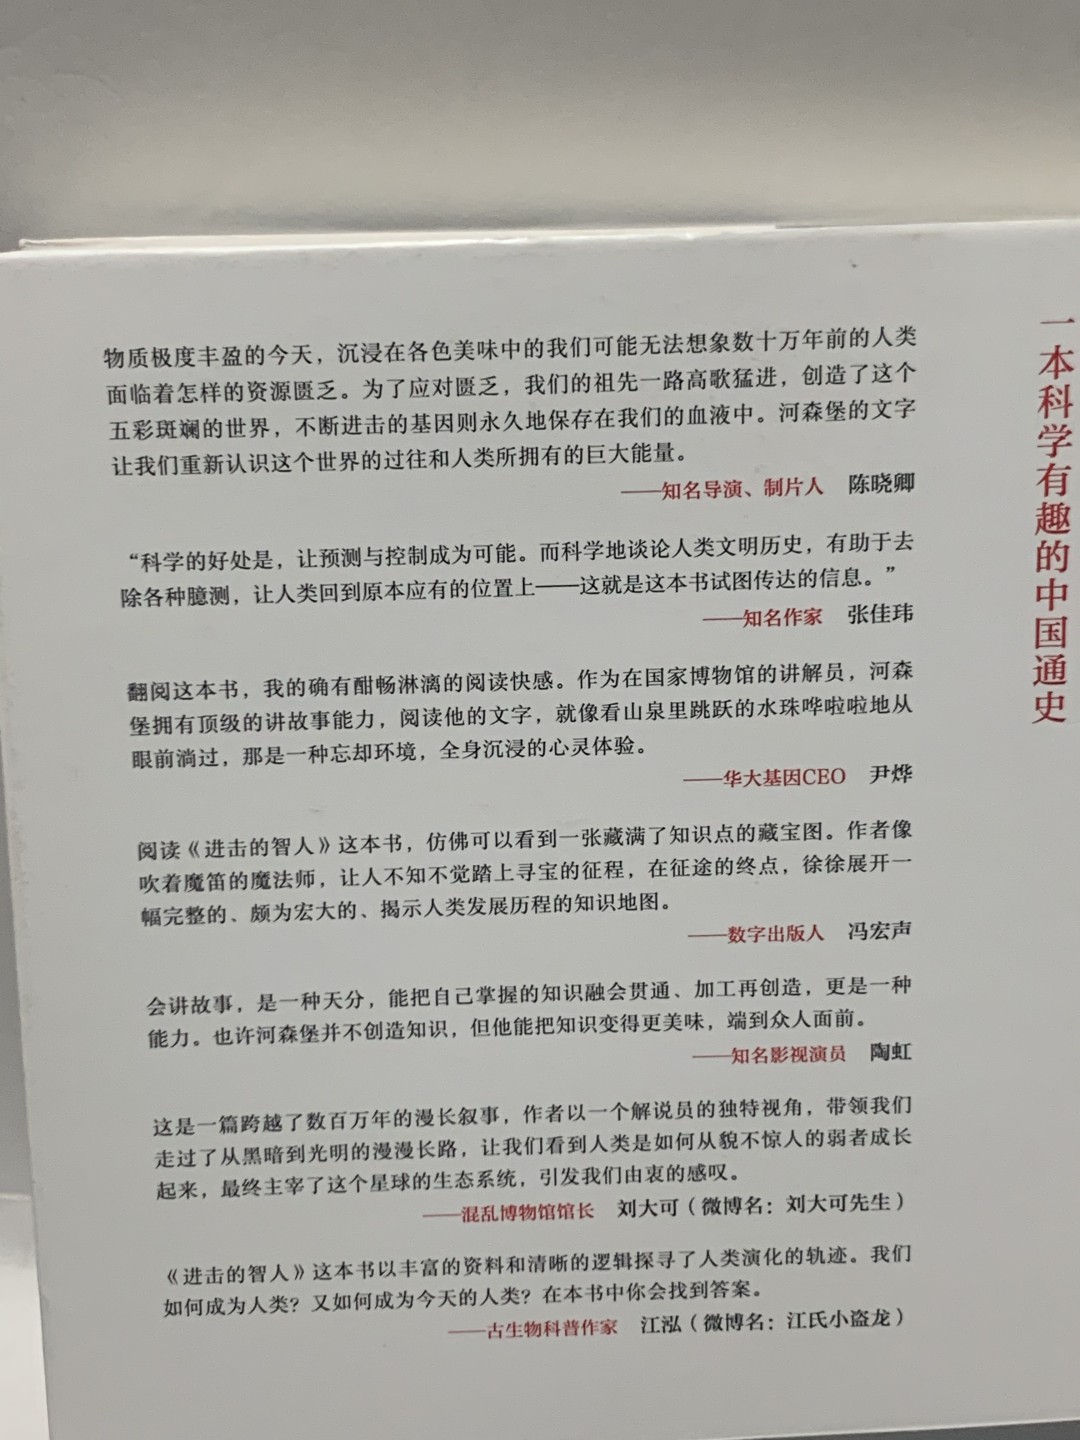 物质极度丰盈的今天，沉浸在各色美味中的我们可能无法想象数十万年前的人类
面临着怎样的资源匮乏。为了应对匮乏，我们的祖先一路高歌猛进，创造了这个
五彩斑斓的世界，不断进击的基因则永久地保存在我们的血液中。河森堡的文字
让我们重新认识这个世界的过往和人类所拥有的巨大能量。
——知名导演、制片人 陈晓卿
“科学的好处是，让预测与控制成为可能。而科学地谈论人类文明历史，有助于去
除各种臆测，让人类回到原本应有的位置上——这就是这本书试图传达的信息。”
——知名作家 张佳玮
翻阅这本书，我的确有酣畅淋漓的阅读快感。作为在国家博物馆的讲解员，河森
堡拥有顶级的讲故事能力，阅读他的文字，就像看山泉里跳跃的水珠哗啦啦地从
眼前淌过，那是一种忘却环境，全身沉浸的心灵体验。
——华大基因CEO 尹烨
阅读《进击的智人》这本书，仿佛可以看到一张藏满了知识点的藏宝图。作者像
吹着魔笛的魔法师，让人不知不觉踏上寻宝的征程，在征途的终点，徐徐展开一
幅完整的、颇为宏大的、揭示人类发展历程的知识地图。
——数字出版人 冯宏声
会讲故事，是一种天分，能把自己掌握的知识融会贯通、加工再创造，更是一种
能力。也许河森堡并不创造知识，但他能把知识变得更美味，端到众人面前。
——知名影视演员 陶虹
这是一篇跨越了数百万年的漫长叙事，作者以一个解说员的独特视角，带领我们
走过了从黑暗到光明的漫漫长路，让我们看到人类是如何从貌不惊人的弱者成长
起来，最终主宰了这个星球的生态系统，引发我们由衷的感叹。
——混乱博物馆馆长 刘大可（微博名：刘大可先生）
《进击的智人》这本书以丰富的资料和清晰的逻辑探寻了人类演化的轨迹。我们
如何成为人类？又如何成为今天的人类？在本书中你会找到答案。
——古生物科普作家 江泓（微博名：江氏小盗龙）
一本科学有趣的中国通史